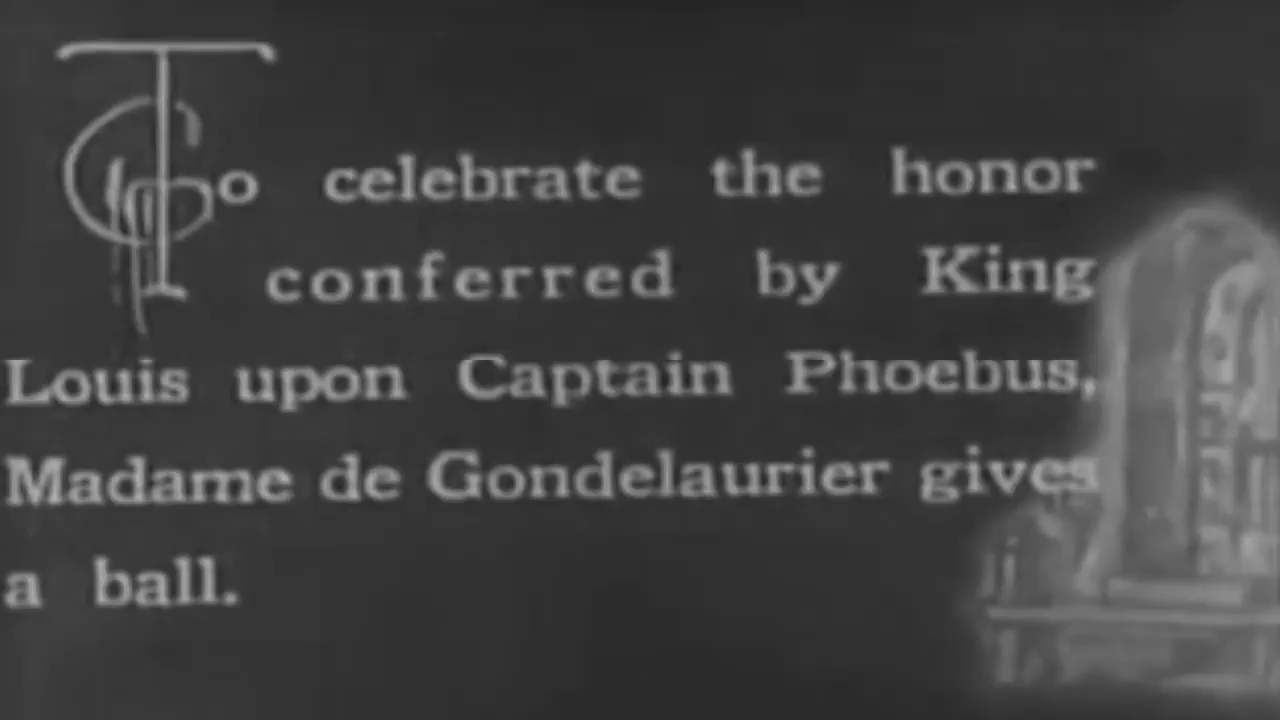 To celebrate the honor
conferred by King
Louis upon Captain Phoebus,
Madame de Gondelaurier gives
a ball.